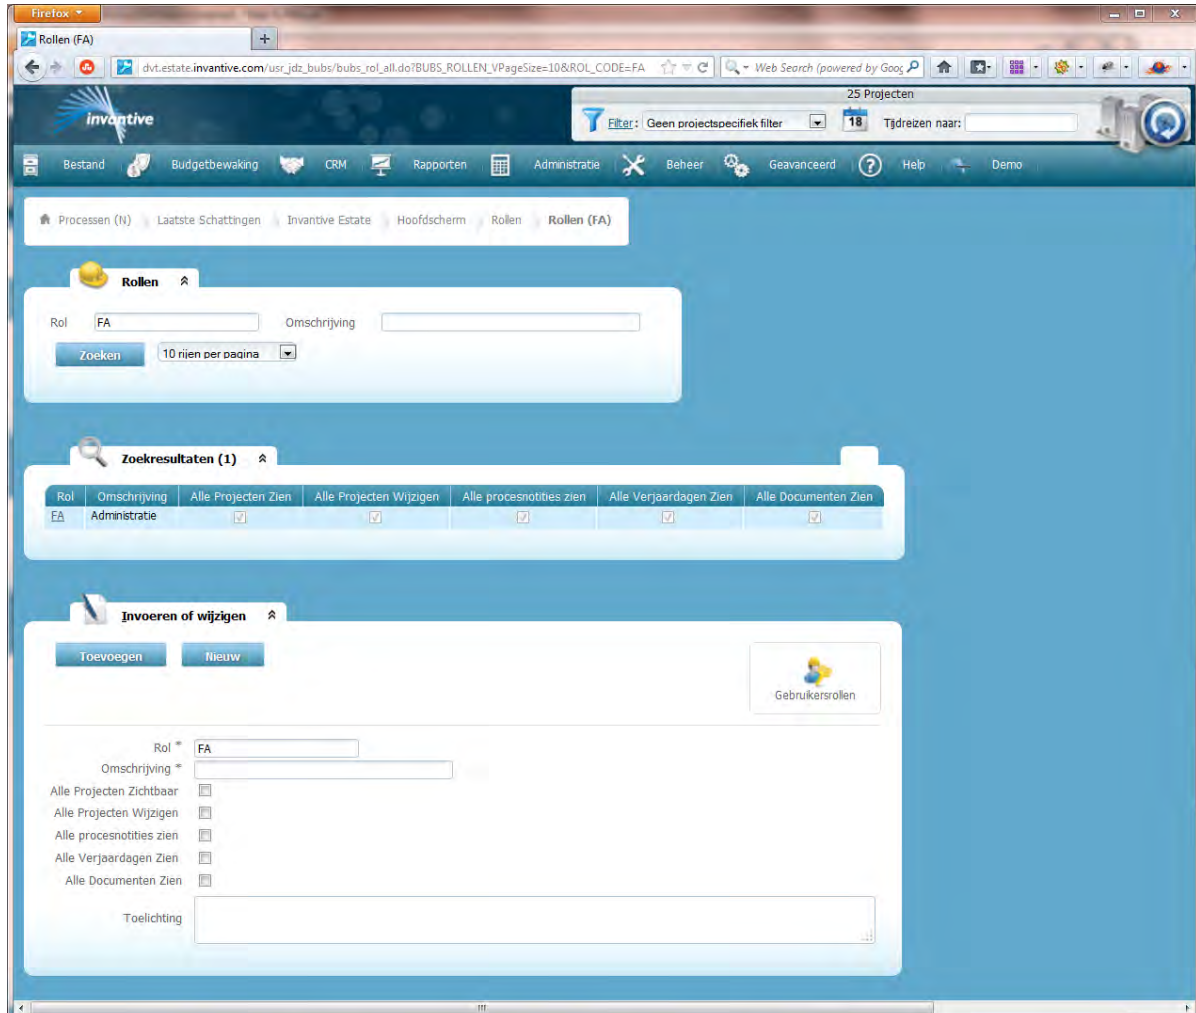 Firefox
Rollen (FA)
dvt.estate.invantive.com/usr_jdz_bubs/bubs_rol_all.do?BUBS_ROLLEN_VPageSize=10&ROL_CODE=FA
Web Search (powered by Goog
25 Projecten
invantive
Filter: Geen projectspecifiek filter 18 Tijdreizen naar:
Bestand Budgetbewaking CRM Rapporten Administratie Beheer Geavanceerd Help Demo
Processen (N) Laatste Schattingen Invantive Estate Hoofdscherm Rollen Rollen (FA)
Rollen
Rol FA Omschrijving
Zoeken 10 rijen per pagina
Zoekresultaten (1)
Rol Omschrijving Alle Projecten Zien Alle Projecten Wijzigen Alle procesnotities zien Alle Verjaardagen Zien Alle Documenten Zien
FA Administratie
Invoeren of wijzigen
Toevoegen Nieuw
Gebruikersrollen
Rol * FA
Omschrijving *
Alle Projecten Zichtbaar
Alle Projecten Wijzigen
Alle procesnotities zien
Alle Verjaardagen Zien
Alle Documenten Zien
Toelichting